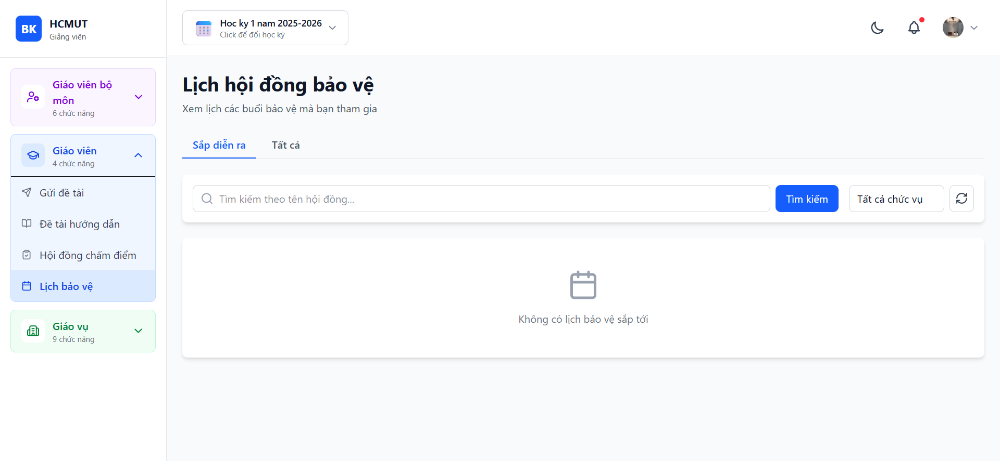 BK
HCMUT
Giảng viên
Hoc ky 1 nam 2025-2026
Click để đổi học kỳ
Giáo viên bộ
môn
6 chức năng
Giáo viên
4 chức năng
Gửi đề tài
Đề tài hướng dẫn
Hội đồng chấm điểm
Lịch bảo vệ
Giáo vụ
9 chức năng
Lịch hội đồng bảo vệ
Xem lịch các buổi bảo vệ mà bạn tham gia
Sắp diễn ra
Tất cả
Tìm kiếm theo tên hội đồng...
Tìm kiếm
Tất cả chức vụ
Không có lịch bảo vệ sắp tới